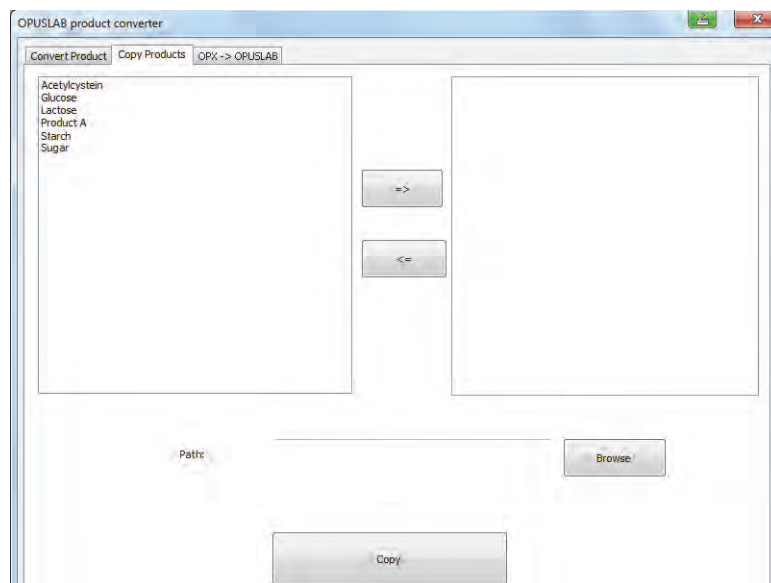 OPUSLAB product converter
Convert Product Copy Products OPX -> OPUSLAB
Acetylcystein
Glucose
Lactose
Product A
Starch
Sugar
=>
<=
Path:
Browse
Copy